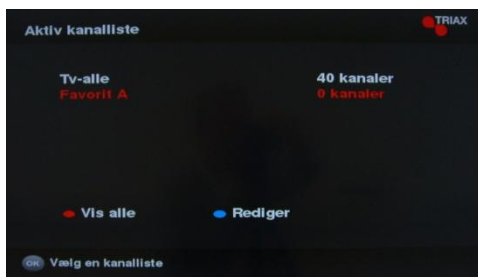 Aktiv kanalliste
TRIAX
Tv-alle 40 kanaler
Favorit A 0 kanaler
Vis alle Rediger
OK Vælg en kanalliste